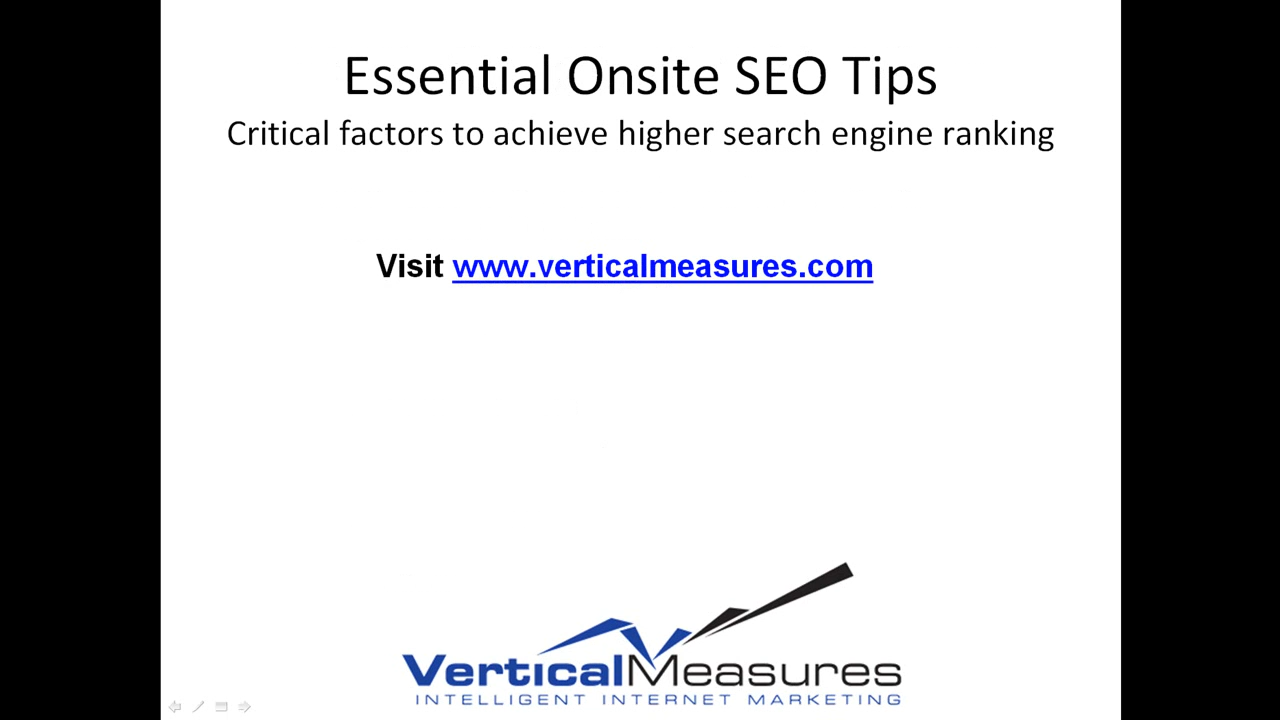 Essential Onsite SEO Tips
Critical factors to achieve higher search engine ranking
Visit www.verticalmeasures.com
VerticalMeasures
INTELLIGENT INTERNET MARKETING